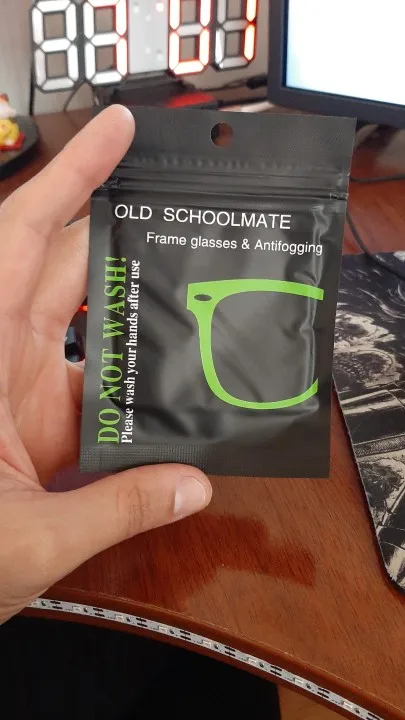 OLD SCHOOLMATE
Frame glasses & Antifogging
DO NOT WASH!
Please wash your hands after use